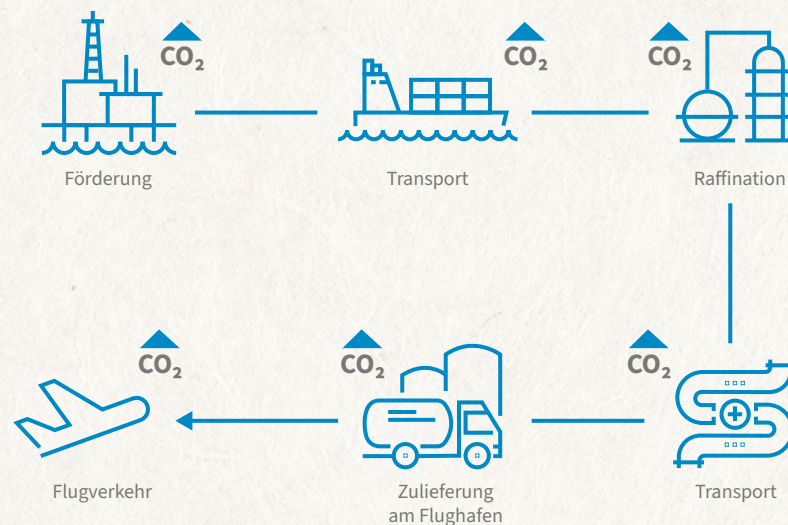 CO₂
CO₂
CO₂
Förderung
Transport
Raffination
CO₂
CO₂
CO₂
Flugverkehr
Zulieferung
am Flughafen
Transport